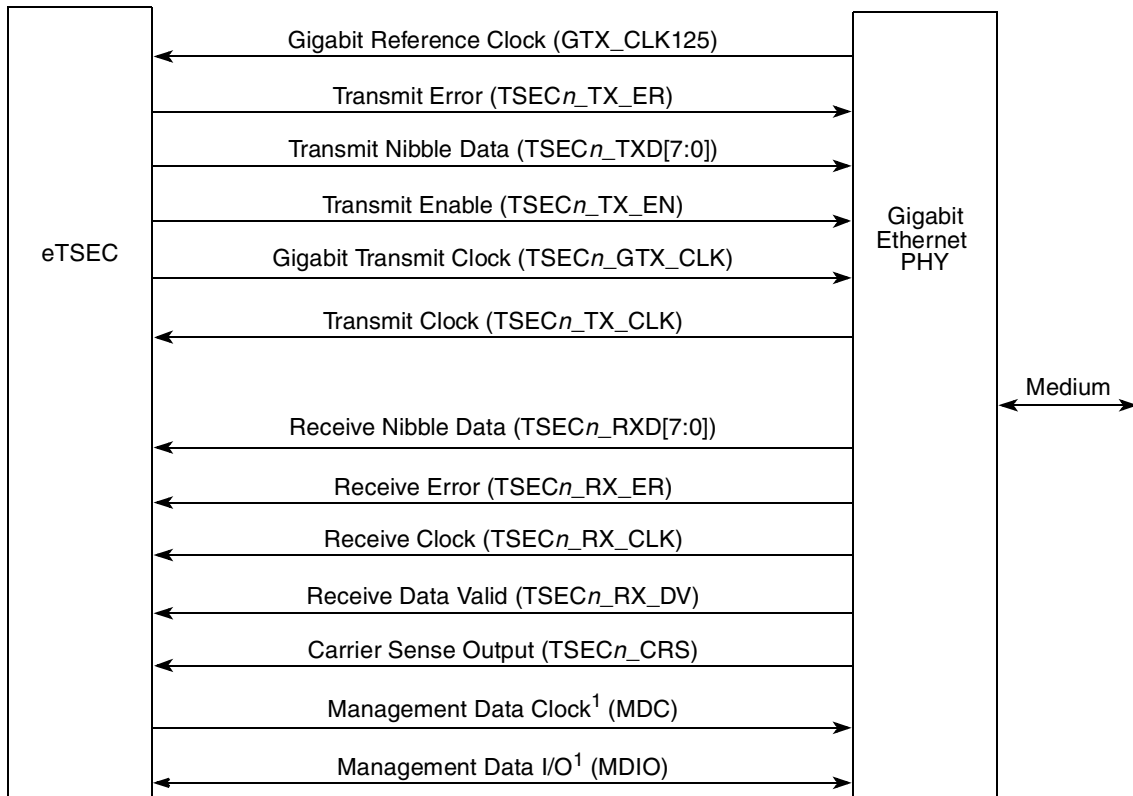 Gigabit Reference Clock (GTX_CLK125)
Transmit Error (TSECn_TX_ER)
Transmit Nibble Data (TSECn_TXD[7:0])
Transmit Enable (TSECn_TX_EN)
eTSEC
Gigabit Transmit Clock (TSECn_GTX_CLK)
Transmit Clock (TSECn_TX_CLK)
Receive Nibble Data (TSECn_RXD[7:0])
Receive Error (TSECn_RX_ER)
Receive Clock (TSECn_RX_CLK)
Receive Data Valid (TSECn_RX_DV)
Carrier Sense Output (TSECn_CRS)
Management Data Clock¹ (MDC)
Management Data I/O¹ (MDIO)
Gigabit
Ethernet
PHY
Medium